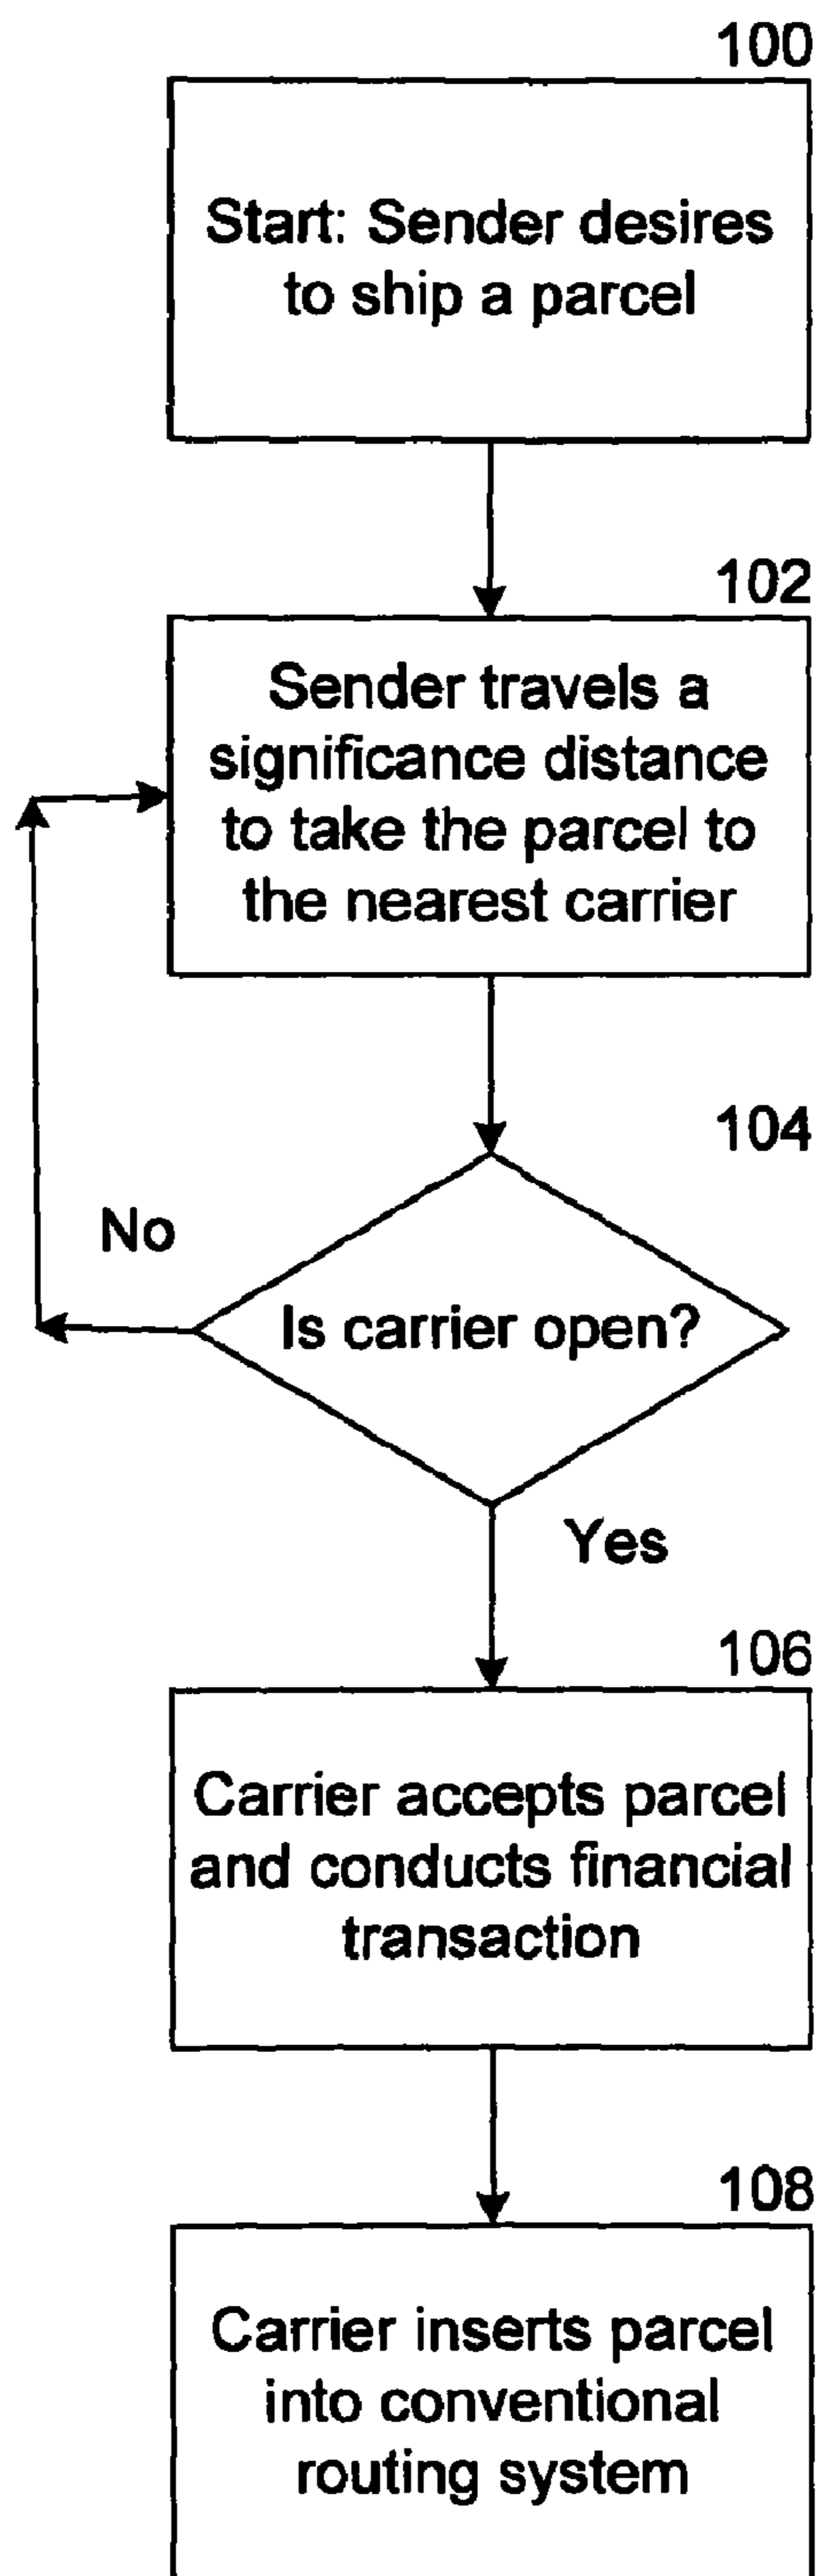 100
Start: Sender desires
to ship a parcel
102
Sender travels a
significance distance
to take the parcel to
the nearest carrier
104
No
Is carrier open?
Yes
106
Carrier accepts parcel
and conducts financial
transaction
108
Carrier inserts parcel
into conventional
routing system